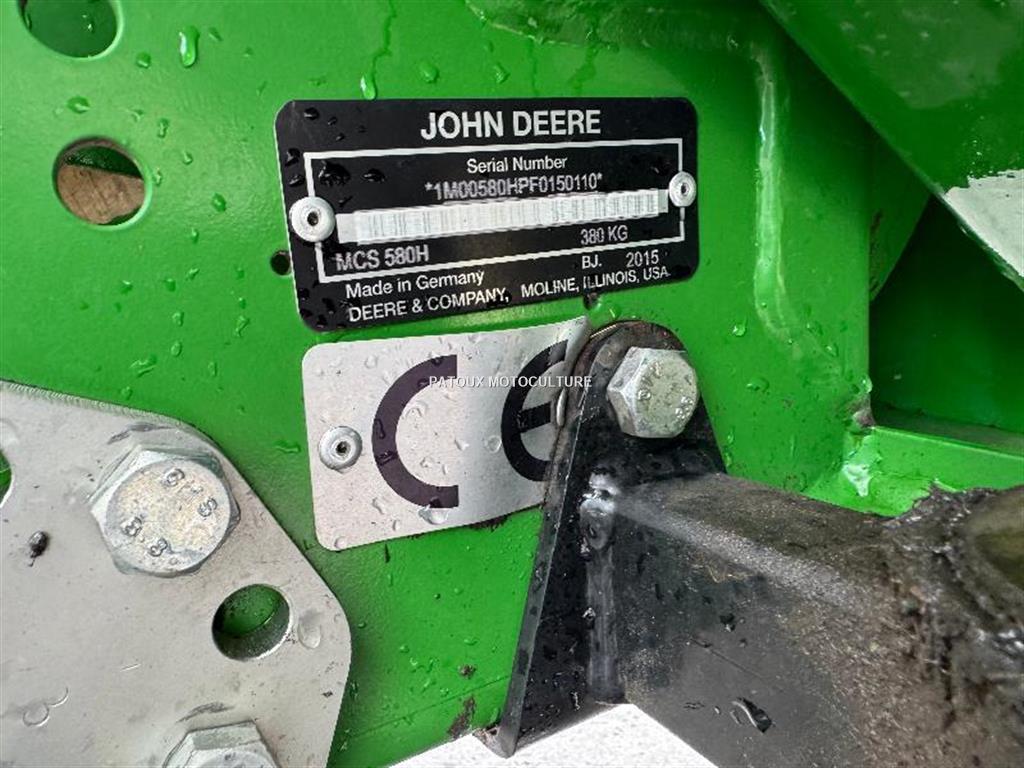 JOHN DEERE
Serial Number
*1M00580HPF0150110*
MCS 580H 380 KG
Made in Germany BJ. 2015
DEERE & COMPANY, MOLINE, ILLINOIS, USA
CE
PATOUX MOTOCULTURE
8.8